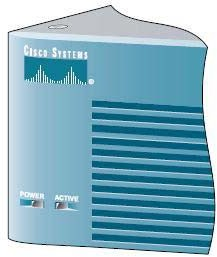 CISCO SYSTEMS
®
POWER ACTIVE